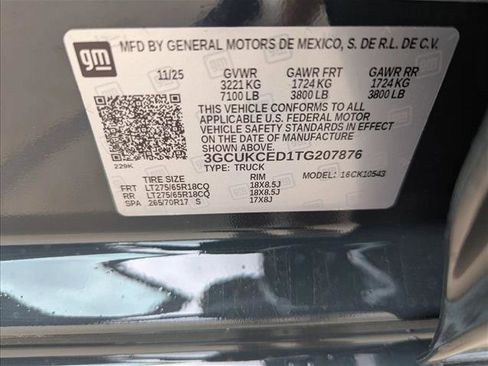 gm
MFD BY GENERAL MOTORS DE MEXICO, S. DE R.L. DE C.V.
11/25 GVWR GAWR FRT GAWR RR
3221 KG 1724 KG 1724 KG
7100 LB 3800 LB 3800 LB
THIS VEHICLE CONFORMS TO ALL
APPLICABLE U.S. FEDERAL MOTOR
VEHICLE SAFETY STANDARDS IN EFFECT
ON THE DATE OF MANUFACTURE
SHOWN ABOVE.
3GCUKCED1TG207876
229K TYPE: TRUCK MODEL: 16CK10543
TIRE SIZE RIM
FRT LT275/65R18CQ 18X8.5J
RR LT275/65R18CQ 18X8.5J
SPA 265/70R17 S 17X8J